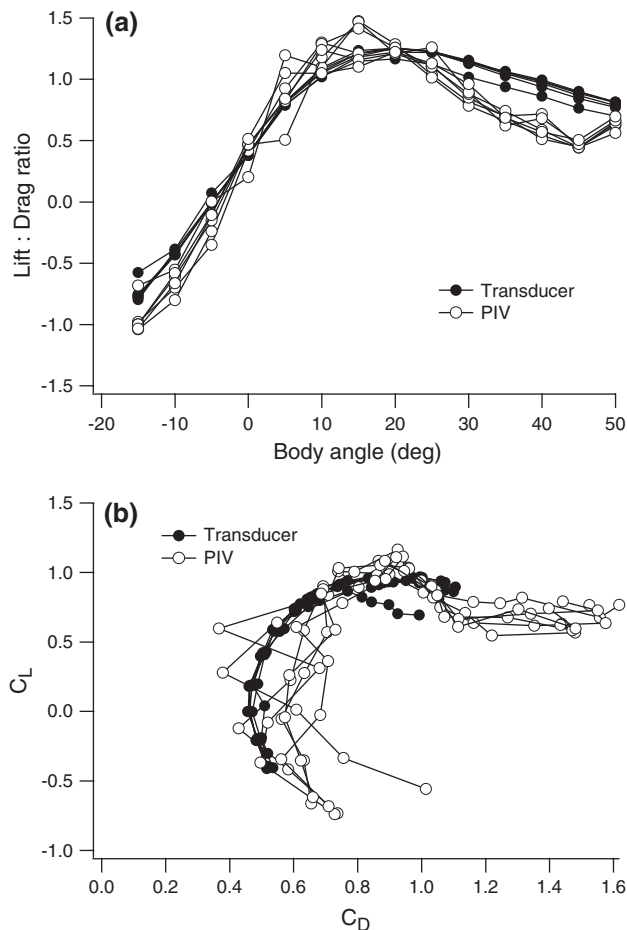 (a)
1.5
1.0
0.5
0.0
-0.5
-1.0
-1.5
Lift : Drag ratio
Transducer
PIV
-20 -10 0 10 20 30 40 50
Body angle (deg)
(b)
1.5
1.0
0.5
0.0
-0.5
-1.0
C_L
Transducer
PIV
0.0 0.2 0.4 0.6 0.8 1.0 1.2 1.4 1.6
C_D